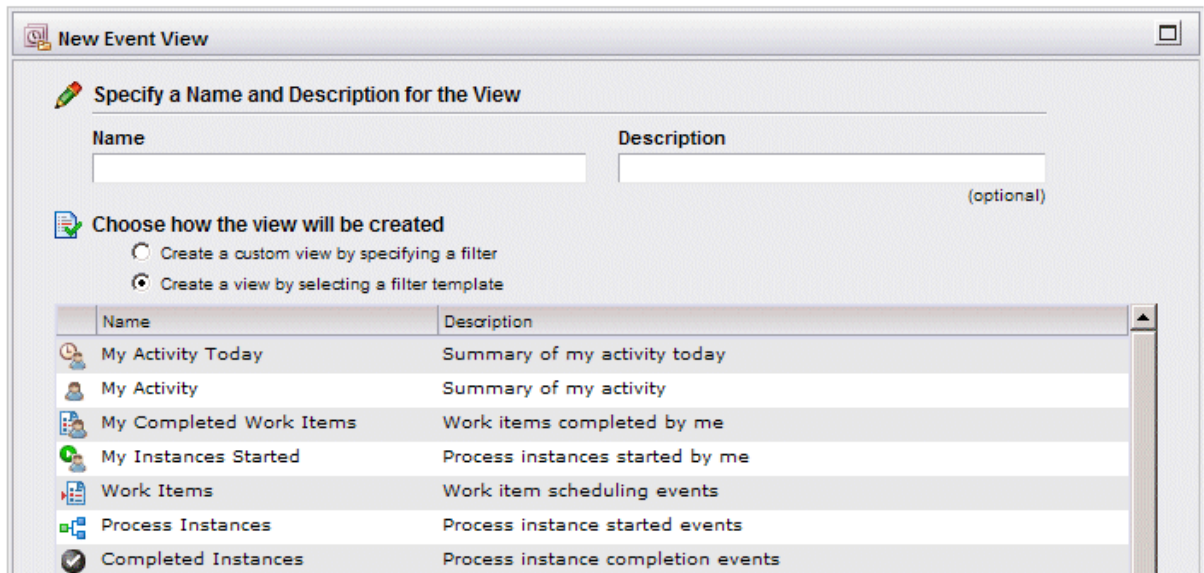 New Event View
Specify a Name and Description for the View
Name Description
(optional)
Choose how the view will be created
Create a custom view by specifying a filter
Create a view by selecting a filter template
Name Description
My Activity Today Summary of my activity today
My Activity Summary of my activity
My Completed Work Items Work items completed by me
My Instances Started Process instances started by me
Work Items Work item scheduling events
Process Instances Process instance started events
Completed Instances Process instance completion events